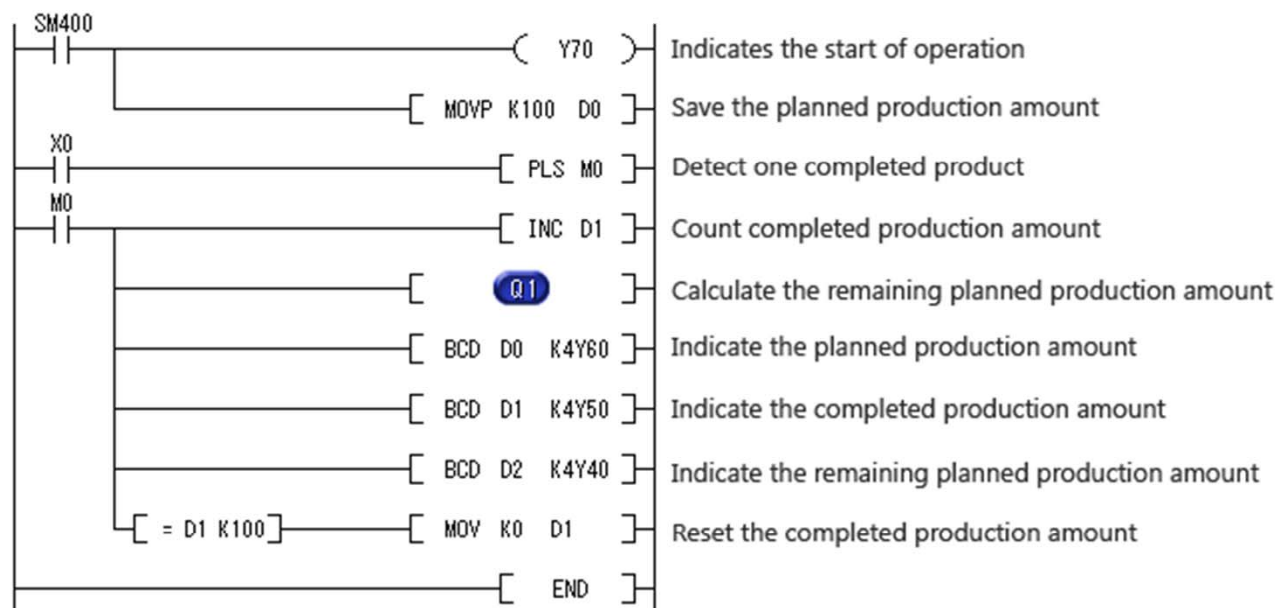 SM400
Y70 Indicates the start of operation
MOVP K100 D0 Save the planned production amount
X0
PLS M0 Detect one completed product
M0
INC D1 Count completed production amount
Q1 Calculate the remaining planned production amount
BCD D0 K4Y60 Indicate the planned production amount
BCD D1 K4Y50 Indicate the completed production amount
BCD D2 K4Y40 Indicate the remaining planned production amount
= D1 K100 MOV K0 D1 Reset the completed production amount
END